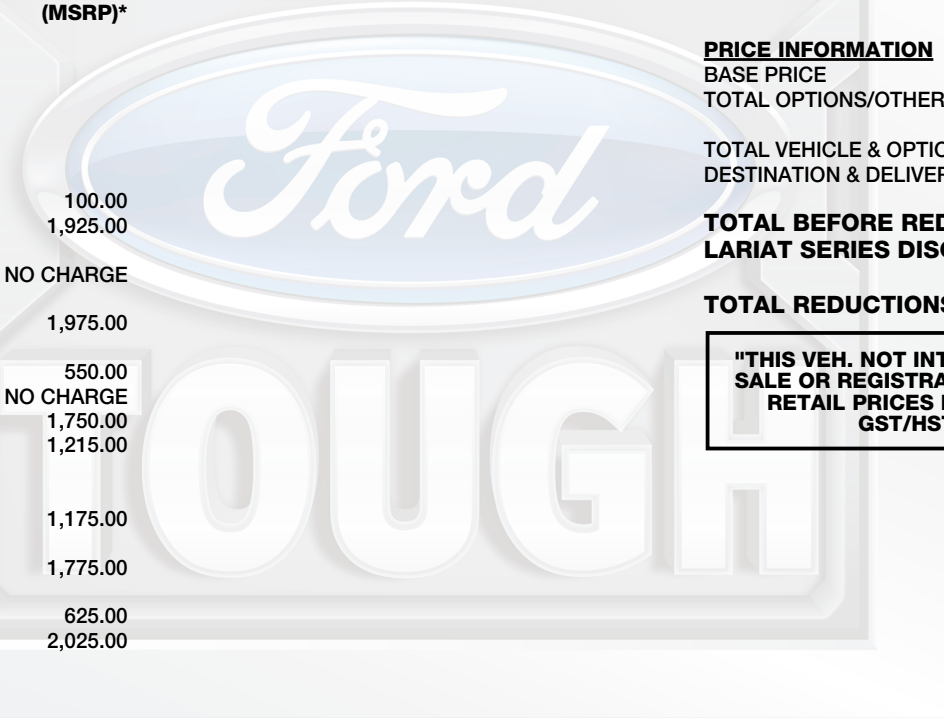 (MSRP)*
100.00
1,925.00
NO CHARGE
1,975.00
550.00
NO CHARGE
1,750.00
1,215.00
1,175.00
1,775.00
625.00
2,025.00
Ford
TOUGH
PRICE INFORMATION
BASE PRICE
TOTAL OPTIONS/OTHER
TOTAL VEHICLE & OPTIO
DESTINATION & DELIVER
TOTAL BEFORE RED
LARIAT SERIES DISC
TOTAL REDUCTIONS
"THIS VEH. NOT INT
SALE OR REGISTRA
RETAIL PRICES
GST/HST